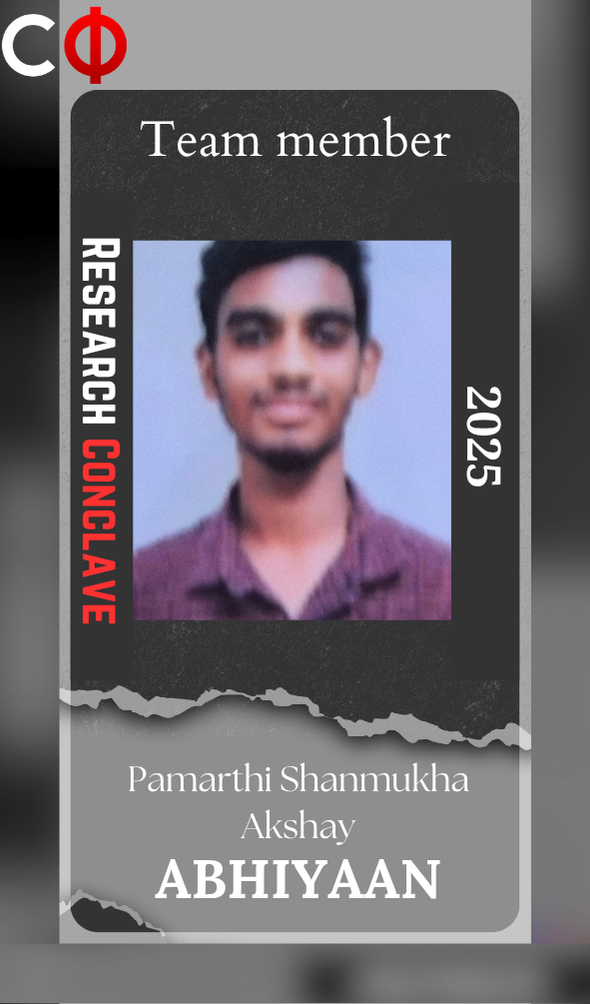 CΦ
Team member
RESEARCH CONCLAVE
2025
Pamarthi Shanmukha
Akshay
ABHIYAAN